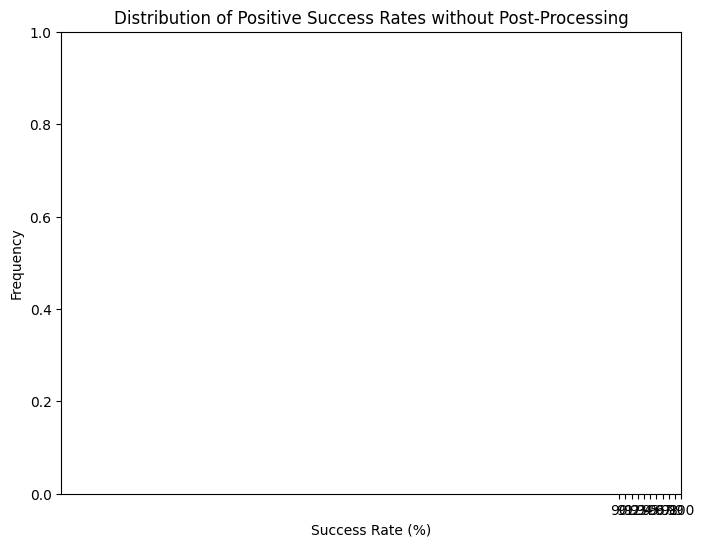 Distribution of Positive Success Rates without Post-Processing
1.0
0.8
0.6
0.4
0.2
0.0
Frequency
Success Rate (%)